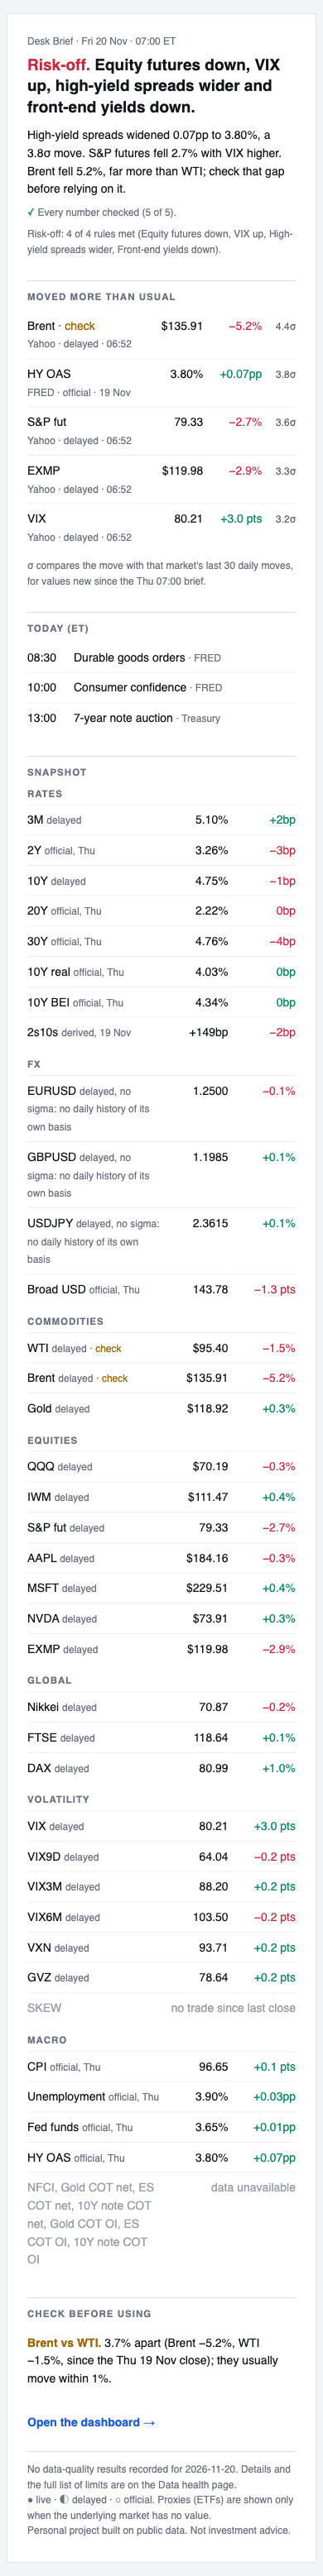 Desk Brief · Fri 20 Nov · 07:00 ET
Risk-off. Equity futures down, VIX
up, high-yield spreads wider and
front-end yields down.
High-yield spreads widened 0.07pp to 3.80%, a
3.8σ move. S&P futures fell 2.7% with VIX higher.
Brent fell 5.2%, far more than WTI; check that gap
before relying on it.
✓ Every number checked (5 of 5).
Risk-off: 4 of 4 rules met (Equity futures down, VIX up, High-
yield spreads wider, Front-end yields down).
MOVED MORE THAN USUAL
Brent · check $135.91 −5.2% 4.4σ
Yahoo · delayed · 06:52
HY OAS 3.80% +0.07pp 3.8σ
FRED · official · 19 Nov
S&P fut 79.33 −2.7% 3.6σ
Yahoo · delayed · 06:52
EXMP $119.98 −2.9% 3.3σ
Yahoo · delayed · 06:52
VIX 80.21 +3.0 pts 3.2σ
Yahoo · delayed · 06:52
σ compares the move with that market's last 30 daily moves,
for values new since the Thu 07:00 brief.
TODAY (ET)
08:30 Durable goods orders · FRED
10:00 Consumer confidence · FRED
13:00 7-year note auction · Treasury
SNAPSHOT
RATES
3M delayed 5.10% +2bp
2Y official, Thu 3.26% −3bp
10Y delayed 4.75% −1bp
20Y official, Thu 2.22% 0bp
30Y official, Thu 4.76% −4bp
10Y real official, Thu 4.03% 0bp
10Y BEI official, Thu 4.34% 0bp
2s10s derived, 19 Nov +149bp −2bp
FX
EURUSD delayed, no 1.2500 −0.1%
sigma: no daily history of its
own basis
GBPUSD delayed, no 1.1985 +0.1%
sigma: no daily history of its
own basis
USDJPY delayed, no sigma: 2.3615 +0.1%
no daily history of its own
basis
Broad USD official, Thu 143.78 −1.3 pts
COMMODITIES
WTI delayed · check $95.40 −1.5%
Brent delayed · check $135.91 −5.2%
Gold delayed $118.92 +0.3%
EQUITIES
QQQ delayed $70.19 −0.3%
IWM delayed $111.47 +0.4%
S&P fut delayed 79.33 −2.7%
AAPL delayed $184.16 −0.3%
MSFT delayed $229.51 +0.4%
NVDA delayed $73.91 +0.3%
EXMP delayed $119.98 −2.9%
GLOBAL
Nikkei delayed 70.87 −0.2%
FTSE delayed 118.64 +0.1%
DAX delayed 80.99 +1.0%
VOLATILITY
VIX delayed 80.21 +3.0 pts
VIX9D delayed 64.04 −0.2 pts
VIX3M delayed 88.20 +0.2 pts
VIX6M delayed 103.50 −0.2 pts
VXN delayed 93.71 +0.2 pts
GVZ delayed 78.64 +0.2 pts
SKEW no trade since last close
MACRO
CPI official, Thu 96.65 +0.1 pts
Unemployment official, Thu 3.90% +0.03pp
Fed funds official, Thu 3.65% +0.01pp
HY OAS official, Thu 3.80% +0.07pp
NFCI, Gold COT net, ES data unavailable
COT net, 10Y note COT
net, Gold COT OI, ES
COT OI, 10Y note COT
OI
CHECK BEFORE USING
Brent vs WTI. 3.7% apart (Brent −5.2%, WTI
−1.5%, since the Thu 19 Nov close); they usually
move within 1%.
Open the dashboard →
No data-quality results recorded for 2026-11-20. Details and
the full list of limits are on the Data health page.
● live · ◐ delayed · ○ official. Proxies (ETFs) are shown only
when the underlying market has no value.
Personal project built on public data. Not investment advice.